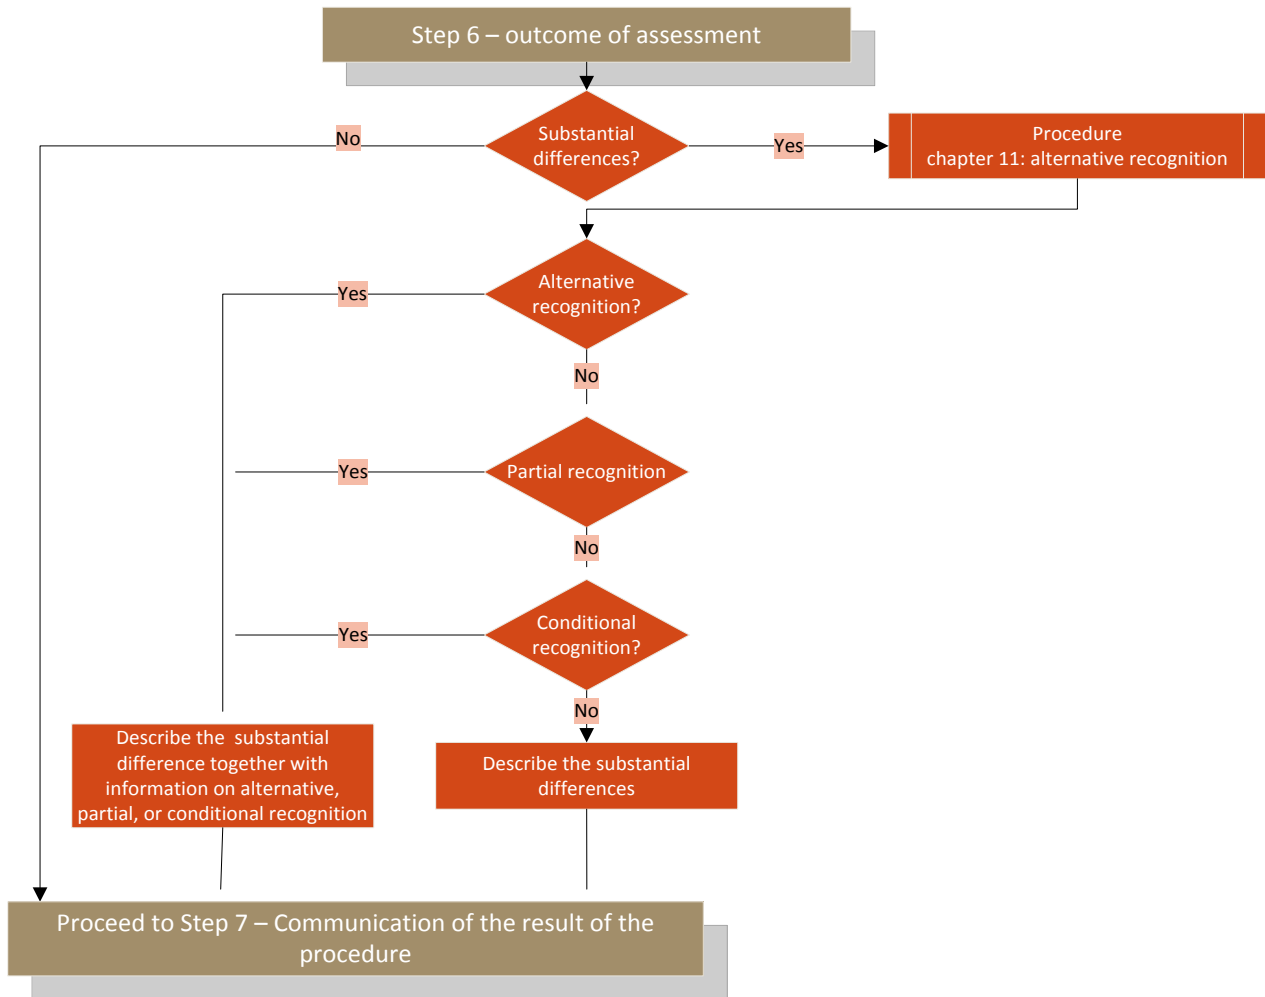 Step 6 – outcome of assessment
Substantial
differences?
No
Yes
Procedure
chapter 11: alternative recognition
Alternative
recognition?
Yes
No
Partial recognition
Yes
No
Conditional
recognition?
Yes
No
Describe the  substantial
difference together with
information on alternative,
partial, or conditional recognition
Describe the substantial
differences
Proceed to Step 7 – Communication of the result of the
procedure